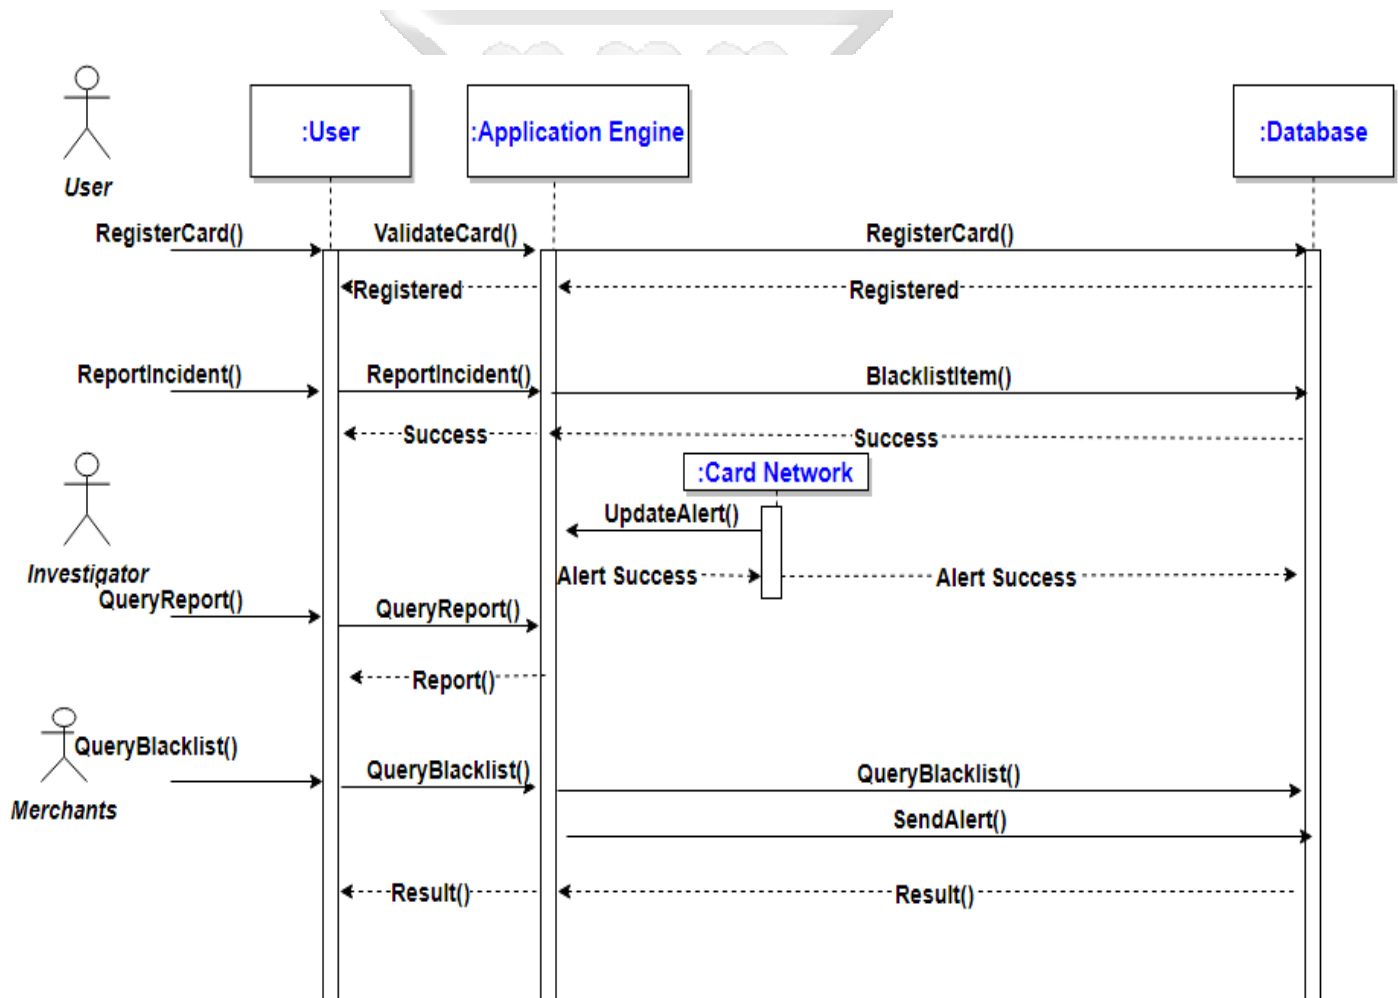 :User
:Application Engine
:Database
User
RegisterCard()
ValidateCard()
RegisterCard()
Registered
Registered
ReportIncident()
ReportIncident()
BlacklistItem()
Success
Success
:Card Network
UpdateAlert()
Investigator
Alert Success
Alert Success
QueryReport()
QueryReport()
Report()
QueryBlacklist()
QueryBlacklist()
QueryBlacklist()
Merchants
SendAlert()
Result()
Result()